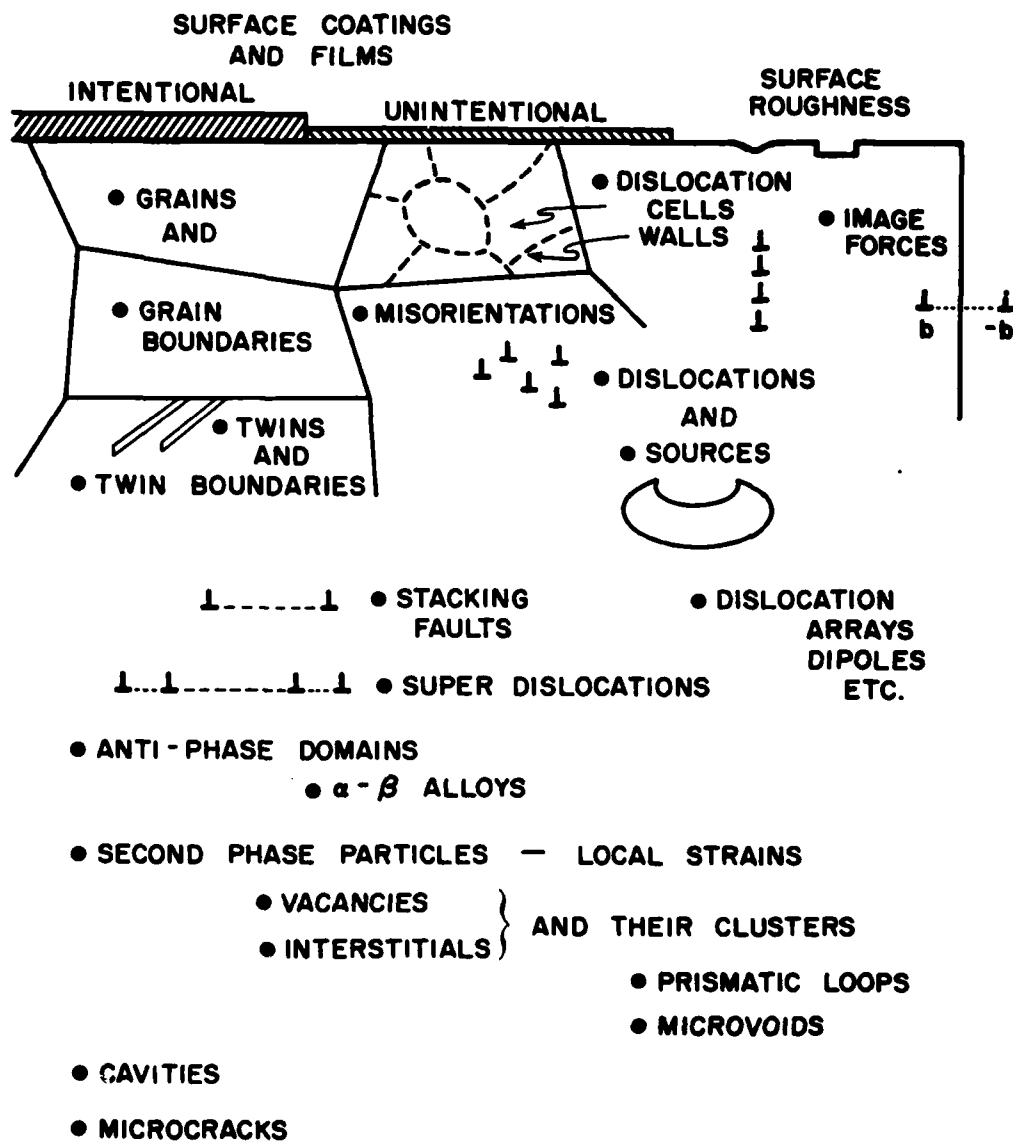 SURFACE COATINGS
AND FILMS
INTENTIONAL
UNINTENTIONAL
SURFACE
ROUGHNESS
● GRAINS
AND
● DISLOCATION
CELLS
WALLS
● IMAGE
FORCES
● GRAIN
BOUNDARIES
● MISORIENTATIONS
b
-b
● DISLOCATIONS
AND
● SOURCES
● TWINS
AND
● TWIN BOUNDARIES
● STACKING
FAULTS
● DISLOCATION
ARRAYS
DIPOLES
ETC.
● SUPER DISLOCATIONS
● ANTI-PHASE DOMAINS
● α-β ALLOYS
● SECOND PHASE PARTICLES — LOCAL STRAINS
● VACANCIES
● INTERSTITIALS
} AND THEIR CLUSTERS
● PRISMATIC LOOPS
● MICROVOIDS
● CAVITIES
● MICROCRACKS